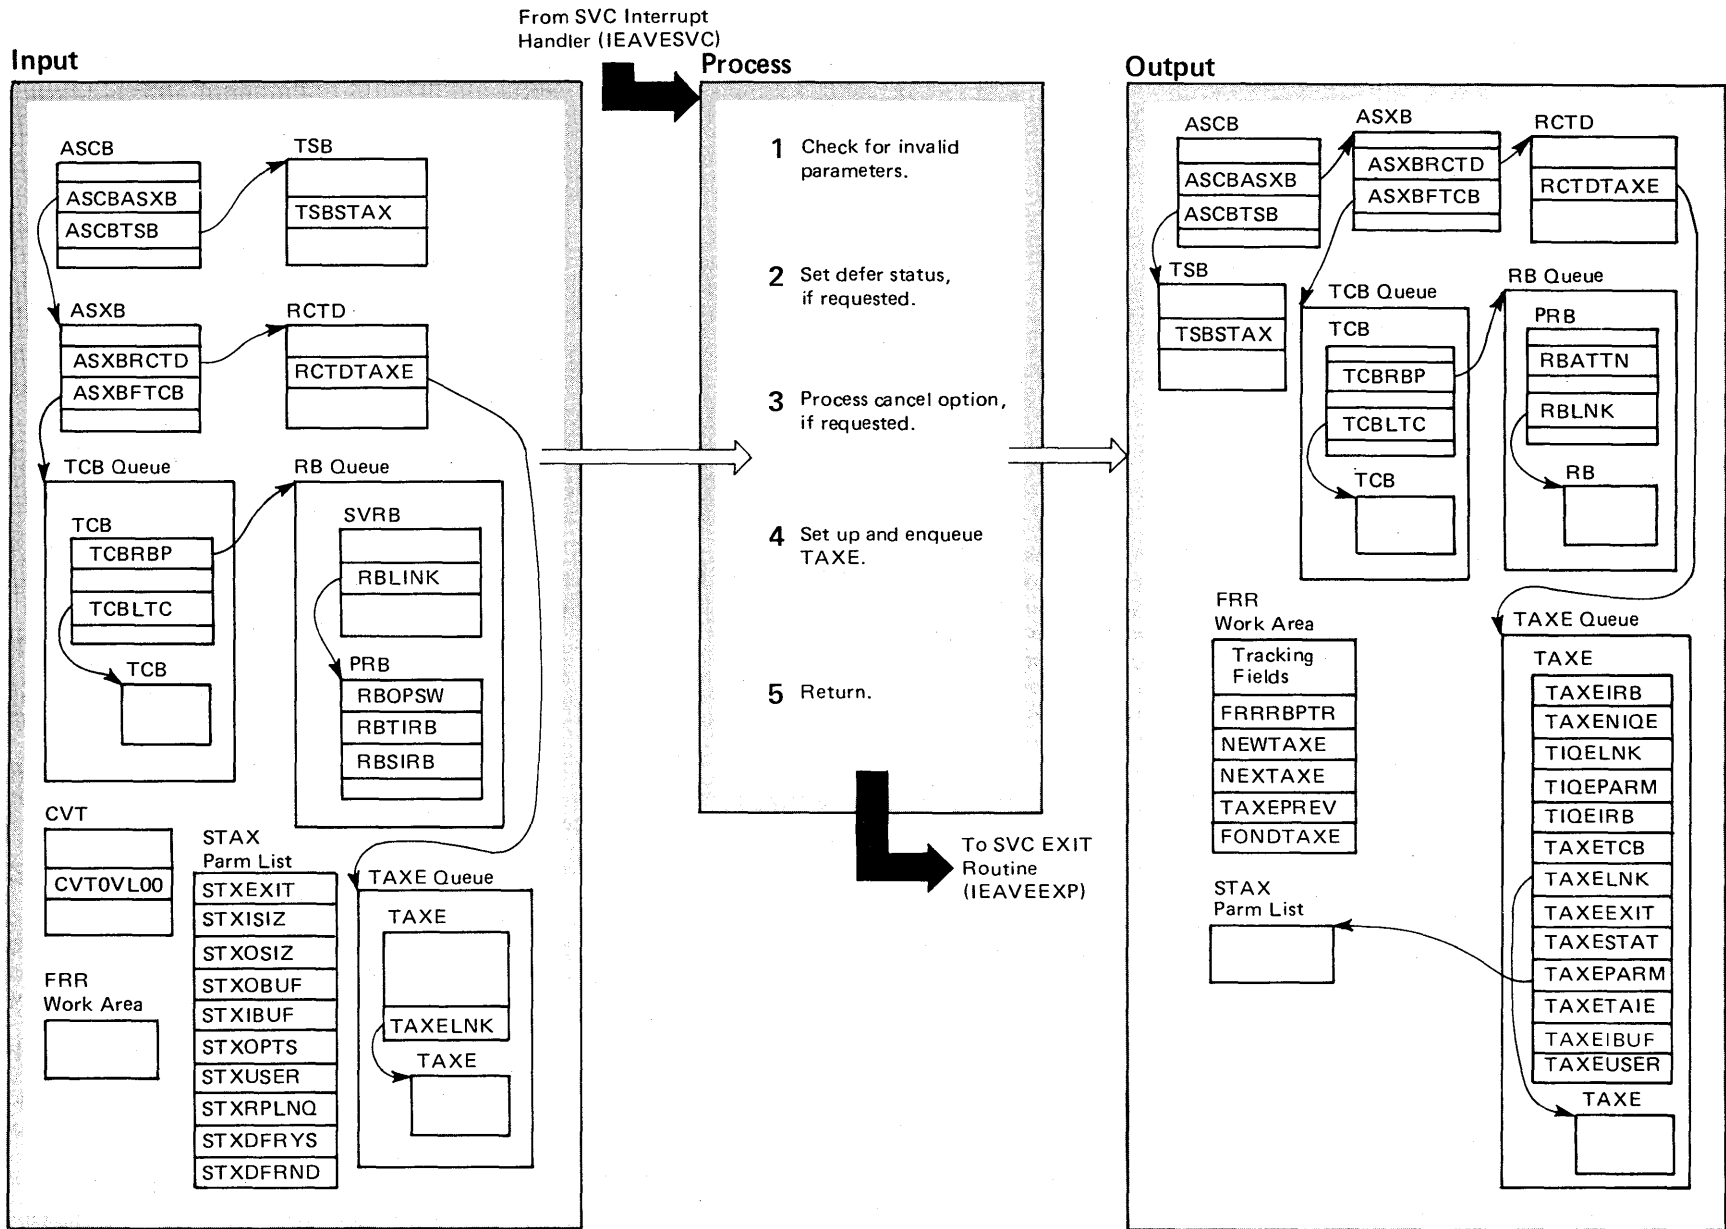 From SVC Interrupt
Handler (IEAVESVC)
Input
ASCB
ASCBASXB
ASCBTSB
TSB
TSBSTAX
ASXB
ASXBRCTD
ASXBFTCB
RCTD
RCTDTAXE
TCB Queue
TCB
TCBRBP
TCBLTC
TCB
RB Queue
SVRB
RBLINK
PRB
RBOPSW
RBTIRB
RBSIRB
CVT
CVT0VL00
FRR
Work Area
STAX
Parm List
STXEXIT
STXISIZ
STXOSIZ
STXOBUF
STXIBUF
STXOPTS
STXUSER
STXRPLNQ
STXDFRYS
STXDFRND
TAXE Queue
TAXE
TAXELNK
TAXE
Process
1 Check for invalid
parameters.
2 Set defer status,
if requested.
3 Process cancel option,
if requested.
4 Set up and enqueue
TAXE.
5 Return.
To SVC EXIT
Routine
(IEAVEEXP)
Output
ASCB
ASCBASXB
ASCBTSB
ASXB
ASXBRCTD
ASXBFTCB
RCTD
RCTDTAXE
TSB
TSBSTAX
TCB Queue
TCB
TCBRBP
TCBLTC
TCB
RB Queue
PRB
RBATTN
RBLNK
RB
FRR
Work Area
Tracking
Fields
FRRRBPTR
NEWTAXE
NEXTAXE
TAXEPREV
FONDTAXE
STAX
Parm List
TAXE Queue
TAXE
TAXEIRB
TAXENIQE
TIQELNK
TIQEPARM
TIQEIRB
TAXETCB
TAXELNK
TAXEEXIT
TAXESTAT
TAXEPARM
TAXETAIE
TAXEIBUF
TAXEUSER
TAXE